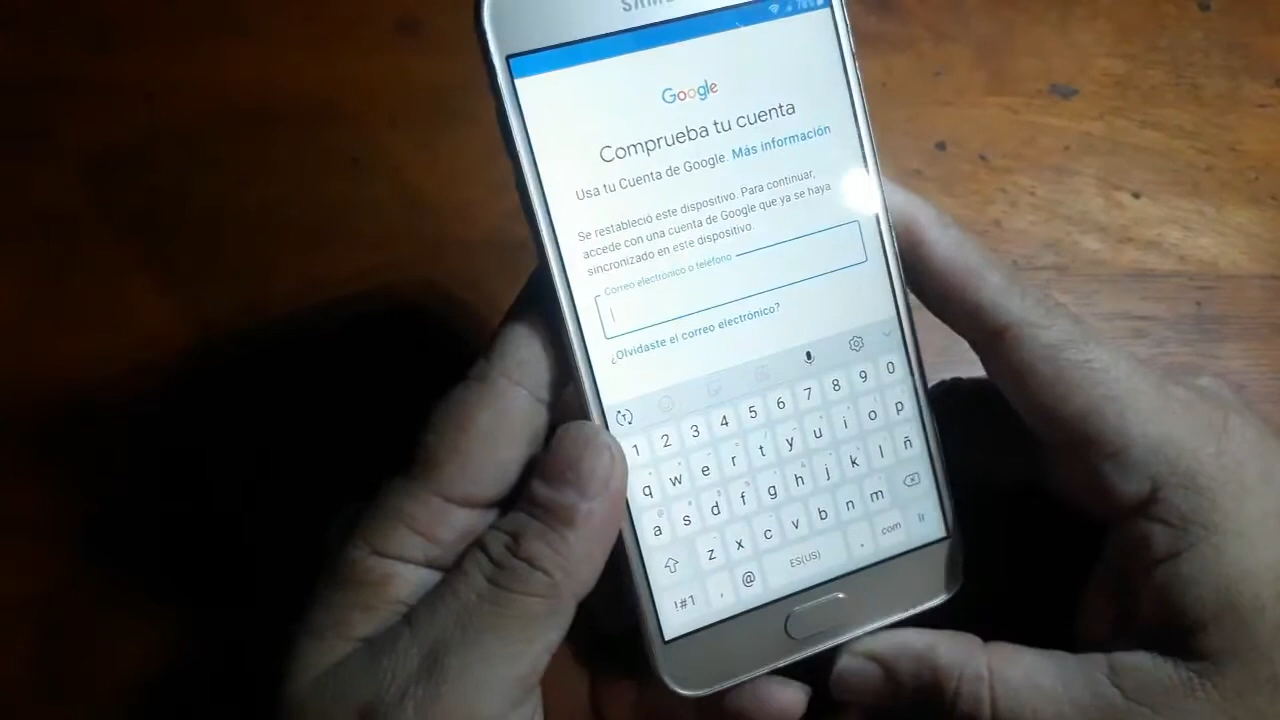 Google
Comprueba tu cuenta
Usa tu Cuenta de Google. Más información
Se restableció este dispositivo. Para continuar,
accede con una cuenta de Google que ya se haya
sincronizado en este dispositivo.
Correo electrónico o teléfono
¿Olvidaste el correo electrónico?
1 2 3 4 5 6 7 8 9 0
q w e r t y u i o p
a s d f g h j k l ñ
z x c v b n m
!#1 , @ ES(US) . com Ir